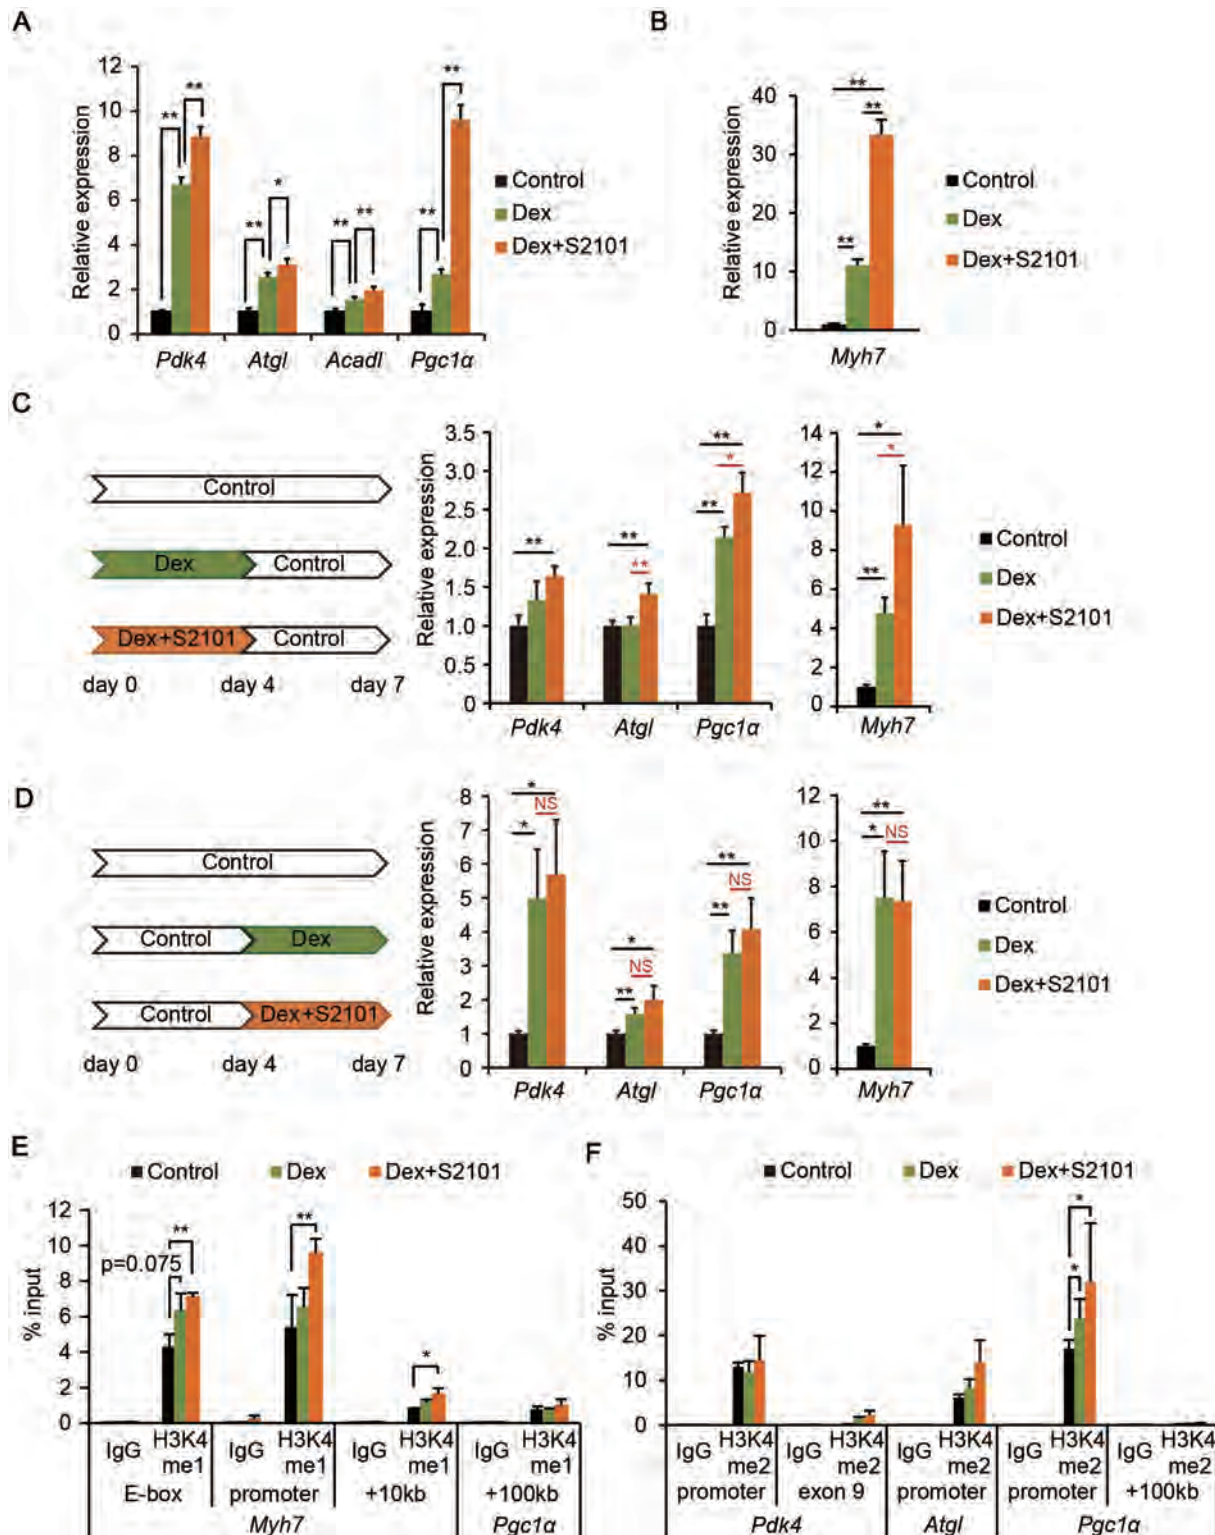 A
Relative expression
12
10
8
6
4
2
0
**
**
**
*
**
**
**
**
Pdk4 Atgl Acadl Pgc1α
Control
Dex
Dex+S2101
B
Relative expression
40
30
20
10
0
**
**
**
Myh7
Control
Dex
Dex+S2101
C
Control
Dex Control
Dex+S2101 Control
day 0 day 4 day 7
Relative expression
3.5
3.0
2.5
2.0
1.5
1.0
0.5
0
**
**
**
**
*
**
Pdk4 Atgl Pgc1α
14
12
10
8
6
4
2
0
*
*
**
Myh7
Control
Dex
Dex+S2101
D
Control
Control Dex
Control Dex+S2101
day 0 day 4 day 7
Relative expression
8
7
6
5
4
3
2
1
0
*
NS
*
*
NS
**
**
NS
**
Pdk4 Atgl Pgc1α
12
10
8
6
4
2
0
**
* NS
Myh7
Control
Dex
Dex+S2101
E
Control Dex Dex+S2101
% input
12
10
8
6
4
2
0
**
p=0.075
**
*
IgG H3K4 me1 IgG H3K4 me1 IgG H3K4 me1 IgG H3K4 me1
E-box promoter +10kb +100kb
Myh7 Pgc1α
F
Control Dex Dex+S2101
% input
50
40
30
20
10
0
*
*
IgG H3K4 me2 IgG H3K4 me2 IgG H3K4 me2 IgG H3K4 me2 IgG H3K4 me2
promoter exon 9 promoter promoter +100kb
Pdk4 Atgl Pgc1α